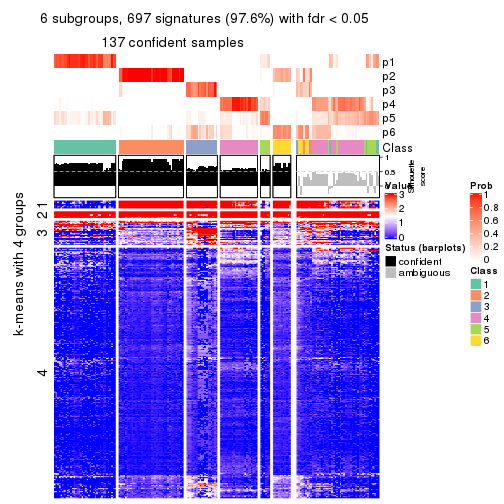 6 subgroups, 697 signatures (97.6%) with fdr < 0.05
137 confident samples
p1
p2
p3
p4
p5
p6
Class
1
0.5
0
Silhouette
score
k-means with 4 groups
1
2
3
4
Value
3
2
1
0
Status (barplots)
confident
ambiguous
Prob
1
0.8
0.6
0.4
0.2
0
Class
1
2
3
4
5
6